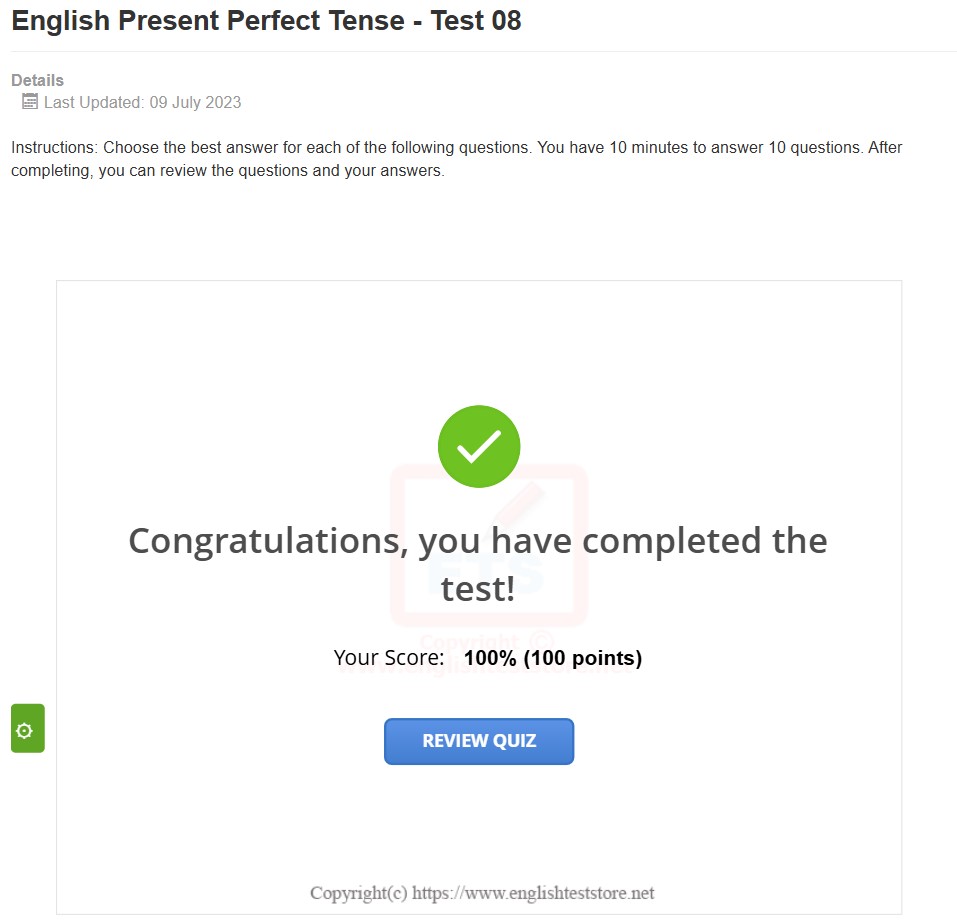 English Present Perfect Tense - Test 08
Details
Last Updated: 09 July 2023
Instructions: Choose the best answer for each of the following questions. You have 10 minutes to answer 10 questions. After
completing, you can review the questions and your answers.
Congratulations, you have completed the
test!
ETS
Copyright ©
Your Score: 100% (100 points)
REVIEW QUIZ
Copyright(c) https://www.englishteststore.net